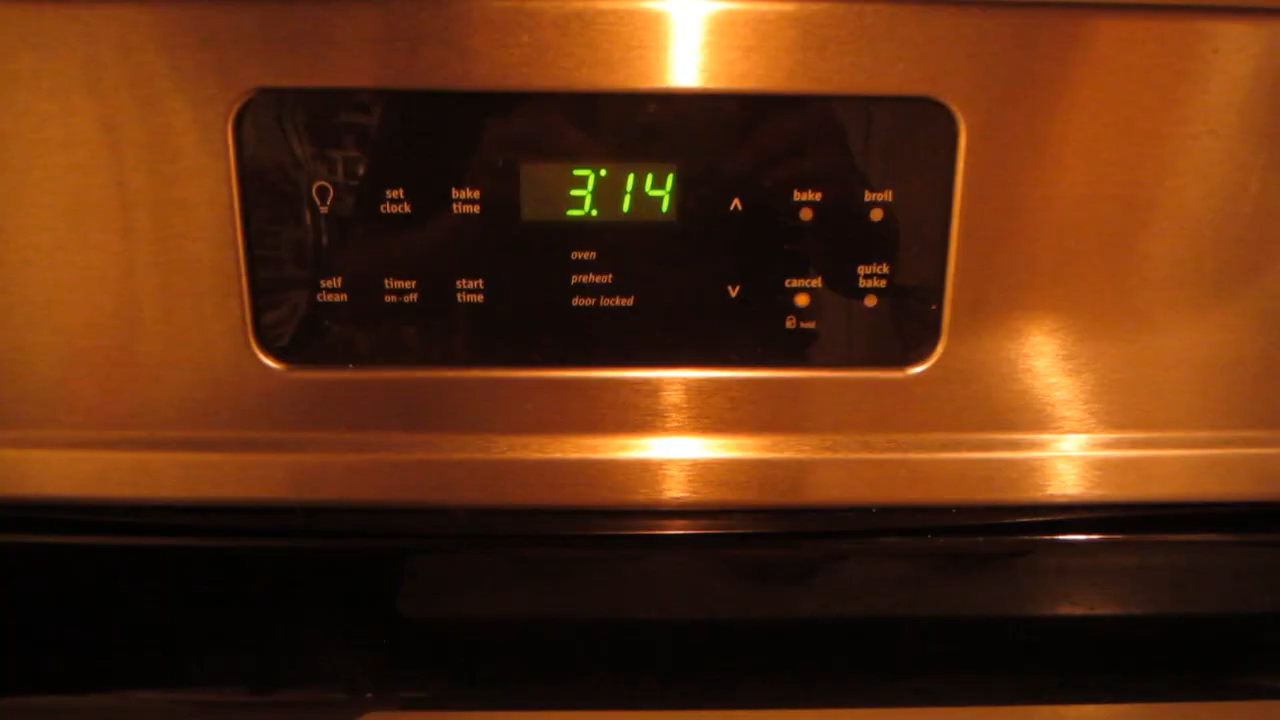 3:14
set
clock
bake
time
bake
broil
oven
preheat
door locked
self
clean
timer
on-off
start
time
cancel
hold
quick
bake